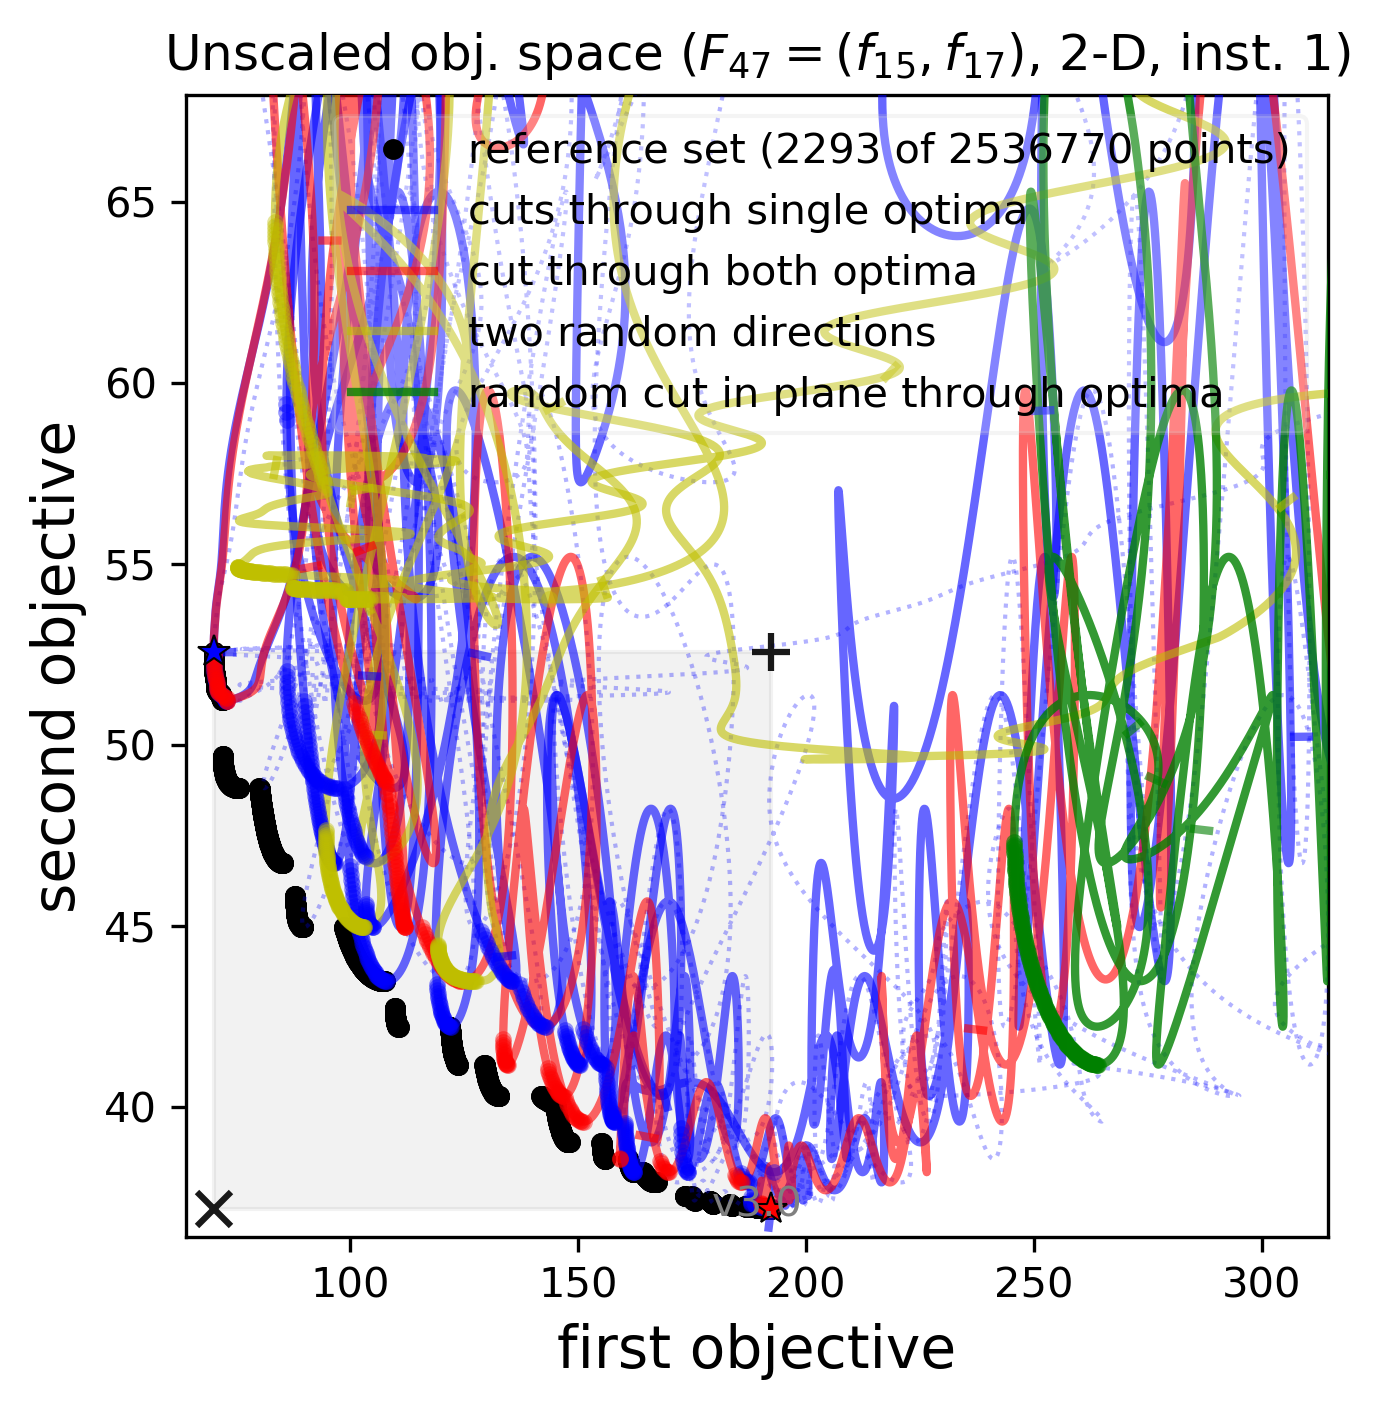 Unscaled obj. space (F47 = (f15, f17), 2-D, inst. 1)
reference set (2293 of 2536770 points)
cuts through single optima
cut through both optima
two random directions
random cut in plane through optima
second objective
65
60
55
50
45
40
100
150
200
250
300
first objective